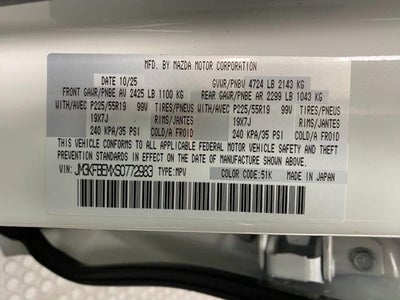 MFD. BY MAZDA MOTOR CORPORATION
10/25 GVWR/PNBV 4724 LB 2143 KG
FRONT GAWR/PNBE AV 2425 LB 1100 KG REAR GAWR/PNBE AR 2299 LB 1043 KG
WITH/AVEC P225/55R19 99V TIRES/PNEUS WITH/AVEC P225/55R19 99V TIRES/PNEUS
19X7J RIMS/JANTES 19X7J RIMS/JANTES
240 KPA/35 PSI COLD/A FROID 240 KPA/35 PSI COLD/A FROID
THIS VEHICLE CONFORMS TO ALL APPLICABLE FEDERAL MOTOR VEHICLE SAFETY AND THEFT
PREVENTION STANDARDS IN EFFECT ON THE DATE OF MANUFACTURE SHOWN ABOVE.
VIN: TYPE: MPV COLOR CODE: 51K MADE IN JAPAN